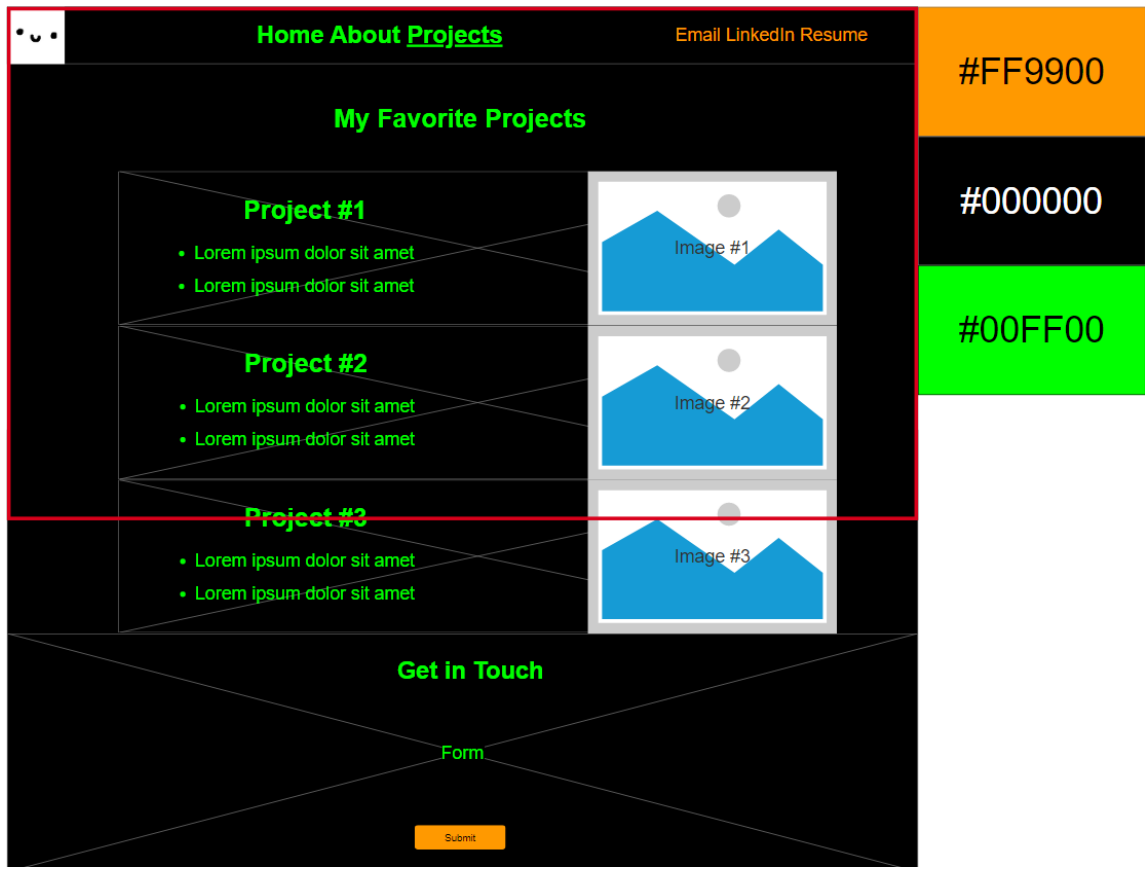 Home About Projects
Email LinkedIn Resume
#FF9900
My Favorite Projects
#000000
Project #1
Lorem ipsum dolor sit amet
Lorem ipsum dolor sit amet
Image #1
#00FF00
Project #2
Lorem ipsum dolor sit amet
Lorem ipsum dolor sit amet
Image #2
Project #3
Lorem ipsum dolor sit amet
Lorem ipsum dolor sit amet
Image #3
Get in Touch
Form
Submit